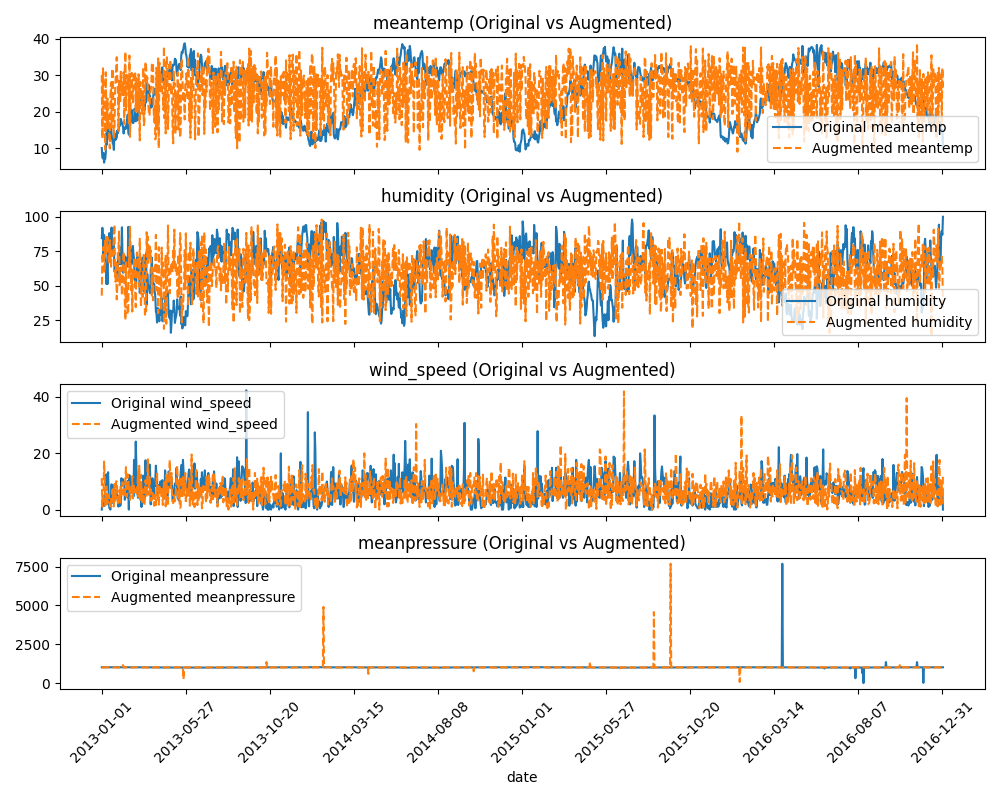 meantemp (Original vs Augmented)
40
30
20
10
Original meantemp
Augmented meantemp
humidity (Original vs Augmented)
100
75
50
25
Original humidity
Augmented humidity
wind_speed (Original vs Augmented)
40
20
0
Original wind_speed
Augmented wind_speed
meanpressure (Original vs Augmented)
7500
5000
2500
0
Original meanpressure
Augmented meanpressure
2013-01-01
2013-05-27
2013-10-20
2014-03-15
2014-08-08
2015-01-01
2015-05-27
2015-10-20
2016-03-14
2016-08-07
2016-12-31
date